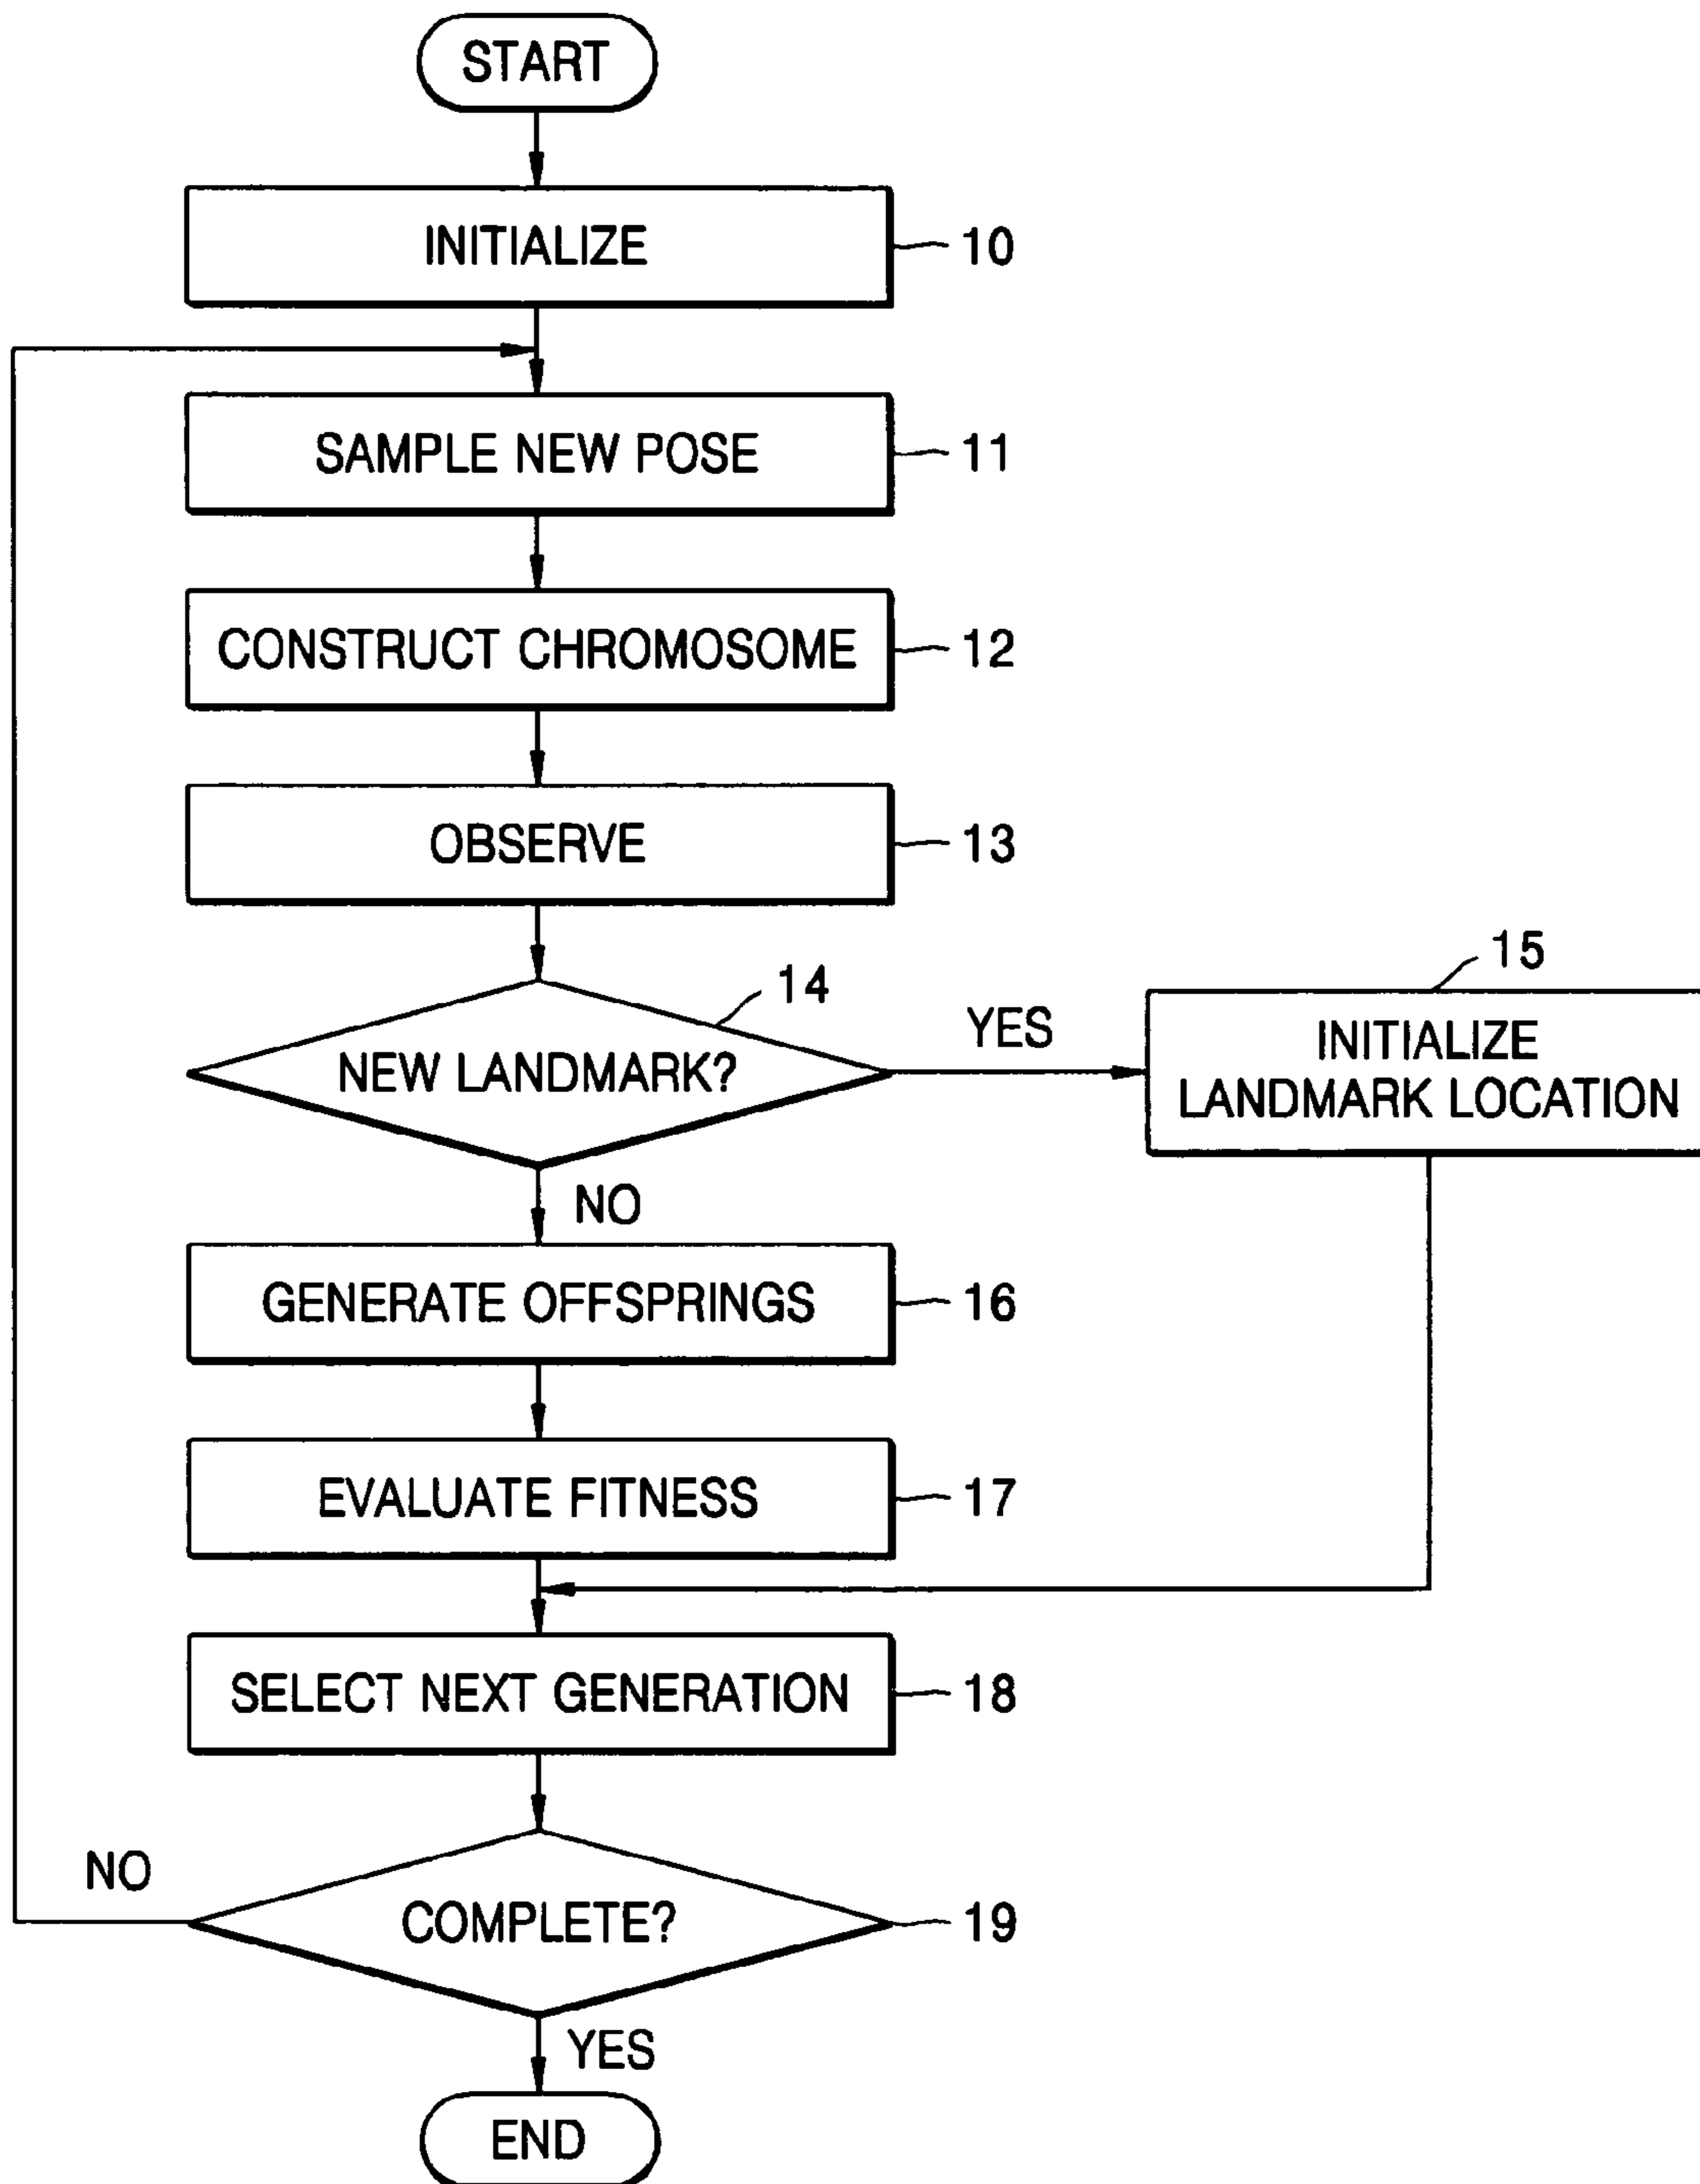 START
INITIALIZE
10
SAMPLE NEW POSE
11
CONSTRUCT CHROMOSOME
12
OBSERVE
13
14
NEW LANDMARK?
YES
15
INITIALIZE
LANDMARK LOCATION
NO
GENERATE OFFSPRINGS
16
EVALUATE FITNESS
17
SELECT NEXT GENERATION
18
NO
COMPLETE?
19
YES
END